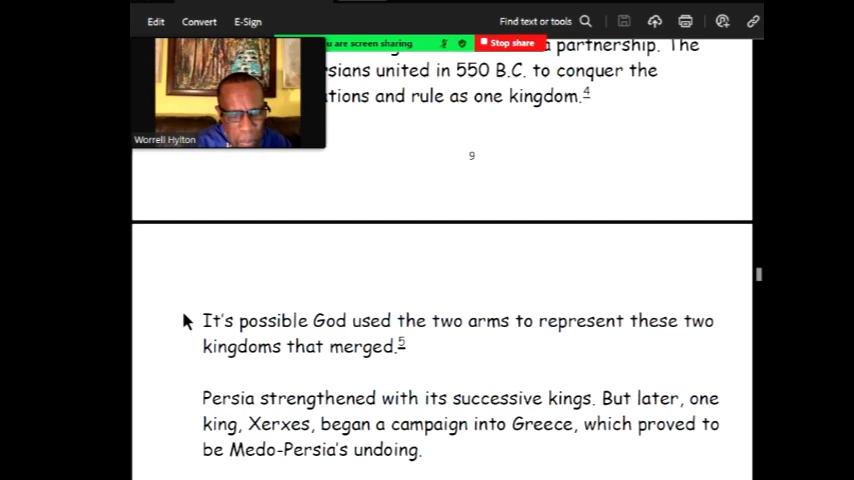 Edit Convert E-Sign Find text or tools
u are screen sharing Stop share
a partnership. The
sians united in 550 B.C. to conquer the
tions and rule as one kingdom.4
Worrell Hylton
9
It's possible God used the two arms to represent these two
kingdoms that merged.5
Persia strengthened with its successive kings. But later, one
king, Xerxes, began a campaign into Greece, which proved to
be Medo-Persia's undoing.